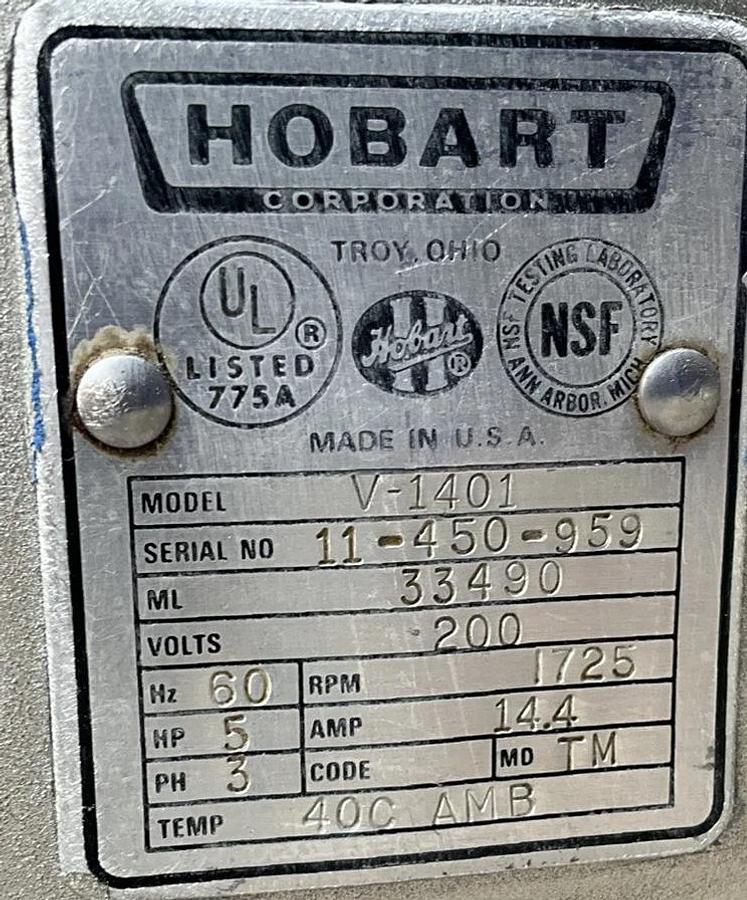 HOBART
CORPORATION
TROY, OHIO
UL
®
LISTED
775A
Hobart
®
NSF TESTING LABORATORY
NSF
ANN ARBOR, MICH
MADE IN U.S.A.
MODEL V-1401
SERIAL NO 11-450-959
ML 33490
VOLTS 200
Hz 60 RPM 1725
HP 5 AMP 14.4
PH 3 CODE MD TM
TEMP 40C AMB